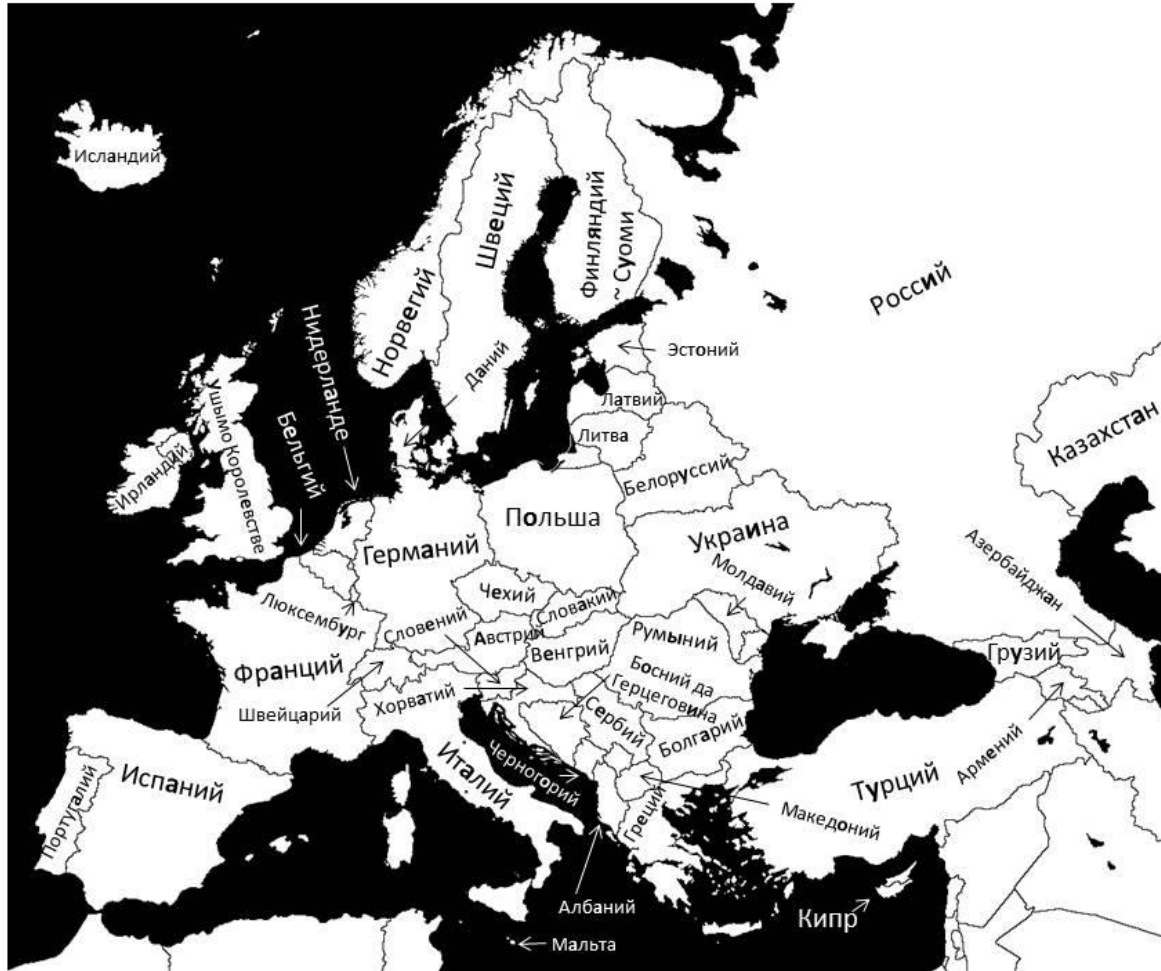 Исландий
Швеций
Финляндий
~ Суоми
Норвегий
Россий
Нидерланде
Даний
Эстоний
Ушымо Королевстве
Бельгий
Латвий
Литва
Ирландий
Белоруссий
Казахстан
Польша
Украина
Германий
Азербайджан
Молдавий
Чехий
Люксембург
Словений
Словакий
Австрий
Венгрий
Румыний
Франций
Босний да
Герцеговина
Грузий
Швейцарий
Хорватий
Сербий
Болгарий
Италий
Черногорий
Армений
Испаний
Португалий
Турций
Греций
Македоний
Албаний
Кипр
Мальта